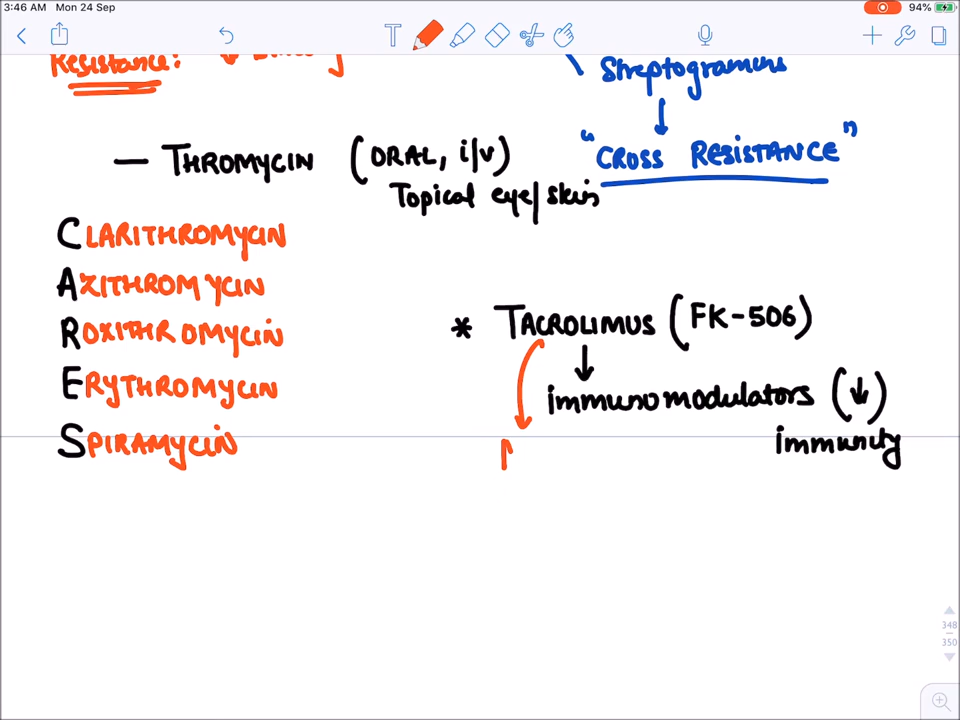 3:46 AM Mon 24 Sep
94%
T
Resistance:
Streptogramins
"CROSS RESISTANCE"
— THROMYCIN (ORAL, i/v)
Topical eye/skin
CLARITHROMYCIN
AZITHROMYCIN
ROXITHROMYCIN
ERYTHROMYCIN
SPIRAMYCIN
* TACROLIMUS (FK-506)
immunomodulators (↓)
immunity
348
350